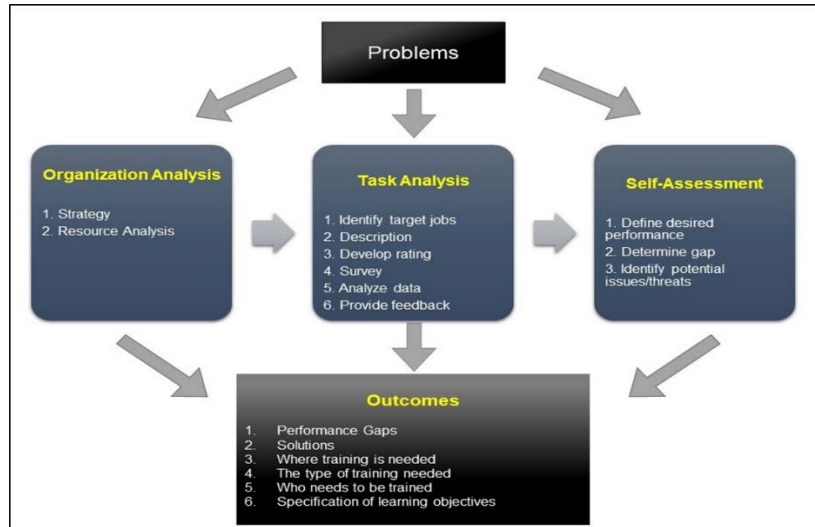 Problems
Organization Analysis
1. Strategy
2. Resource Analysis
Task Analysis
1. Identify target jobs
2. Description
3. Develop rating
4. Survey
5. Analyze data
6. Provide feedback
Self-Assessment
1. Define desired
performance
2. Determine gap
3. Identify potential
issues/threats
Outcomes
1. Performance Gaps
2. Solutions
3. Where training is needed
4. The type of training needed
5. Who needs to be trained
6. Specification of learning objectives